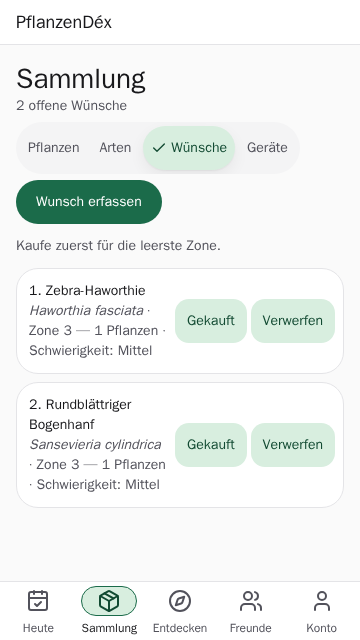 PflanzenDéx
Sammlung
2 offene Wünsche
Pflanzen Arten Wünsche Geräte
Wunsch erfassen
Kaufe zuerst für die leerste Zone.
1. Zebra-Haworthie
Haworthia fasciata ·
Zone 3 — 1 Pflanzen ·
Schwierigkeit: Mittel
Gekauft Verwerfen
2. Rundblättriger
Bogenhanf
Sansevieria cylindrica
· Zone 3 — 1 Pflanzen
· Schwierigkeit: Mittel
Gekauft Verwerfen
Heute Sammlung Entdecken Freunde Konto